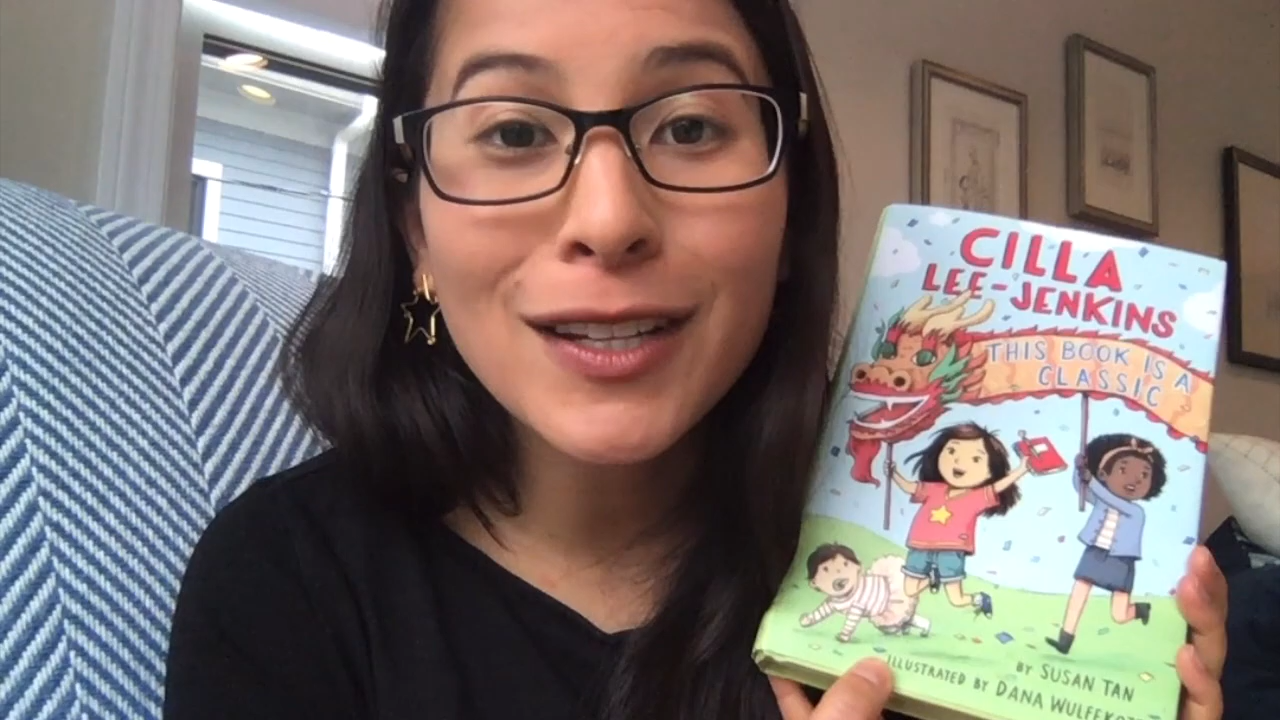 CILLA
LEE-JENKINS
THIS BOOK IS A
CLASSIC
BY SUSAN TAN
ILLUSTRATED BY DANA